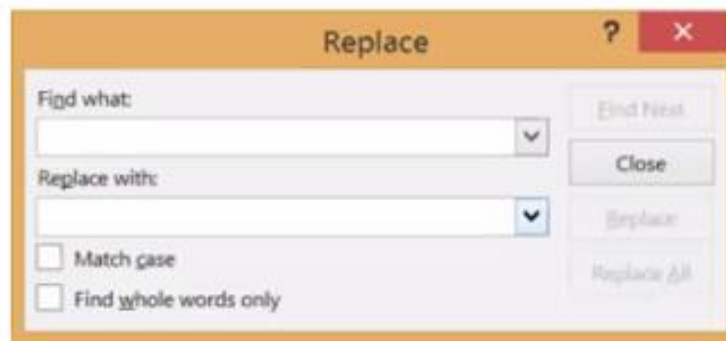 Replace ?
Find what:
Find Next
Close
Replace with:
Replace
Replace All
Match case
Find whole words only